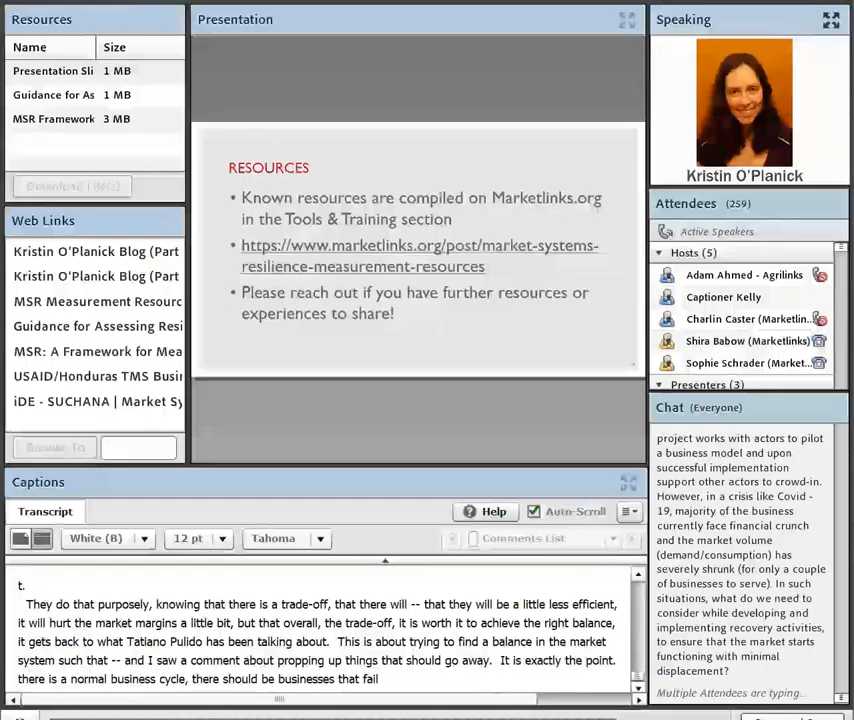 Resources
Name Size
Presentation Sli 1 MB
Guidance for As 1 MB
MSR Framework 3 MB
Download File(s)
Web Links
Kristin O'Planick Blog (Part
Kristin O'Planick Blog (Part
MSR Measurement Resourc
Guidance for Assessing Resi
MSR: A Framework for Mea
USAID/Honduras TMS Busin
iDE - SUCHANA | Market Sy
Browse To
Presentation
RESOURCES
• Known resources are compiled on Marketlinks.org
in the Tools & Training section
• https://www.marketlinks.org/post/market-systems-
resilience-measurement-resources
• Please reach out if you have further resources or
experiences to share!
Captions
Transcript
Help Auto-Scroll
White (B) 12 pt Tahoma Comments List
t.
They do that purposely, knowing that there is a trade-off, that there will -- that they will be a little less efficient,
it will hurt the market margins a little bit, but that overall, the trade-off, it is worth it to achieve the right balance,
it gets back to what Tatiano Pulido has been talking about. This is about trying to find a balance in the market
system such that -- and I saw a comment about propping up things that should go away. It is exactly the point.
there is a normal business cycle, there should be businesses that fail
Speaking
Kristin O'Planick
Attendees (259)
Active Speakers
Hosts (5)
Adam Ahmed - Agrilinks
Captioner Kelly
Charlin Caster (Marketlin...
Shira Babow (Marketlinks)
Sophie Schrader (Market...
Presenters (3)
Chat (Everyone)
project works with actors to pilot
a business model and upon
successful implementation
support other actors to crowd-in.
However, in a crisis like Covid -
19, majority of the business
currently face financial crunch
and the market volume
(demand/consumption) has
severely shrunk (for only a couple
of businesses to serve). In such
situations, what do we need to
consider while developing and
implementing recovery activities,
to ensure that the market starts
functioning with minimal
displacement?
Multiple Attendees are typing...